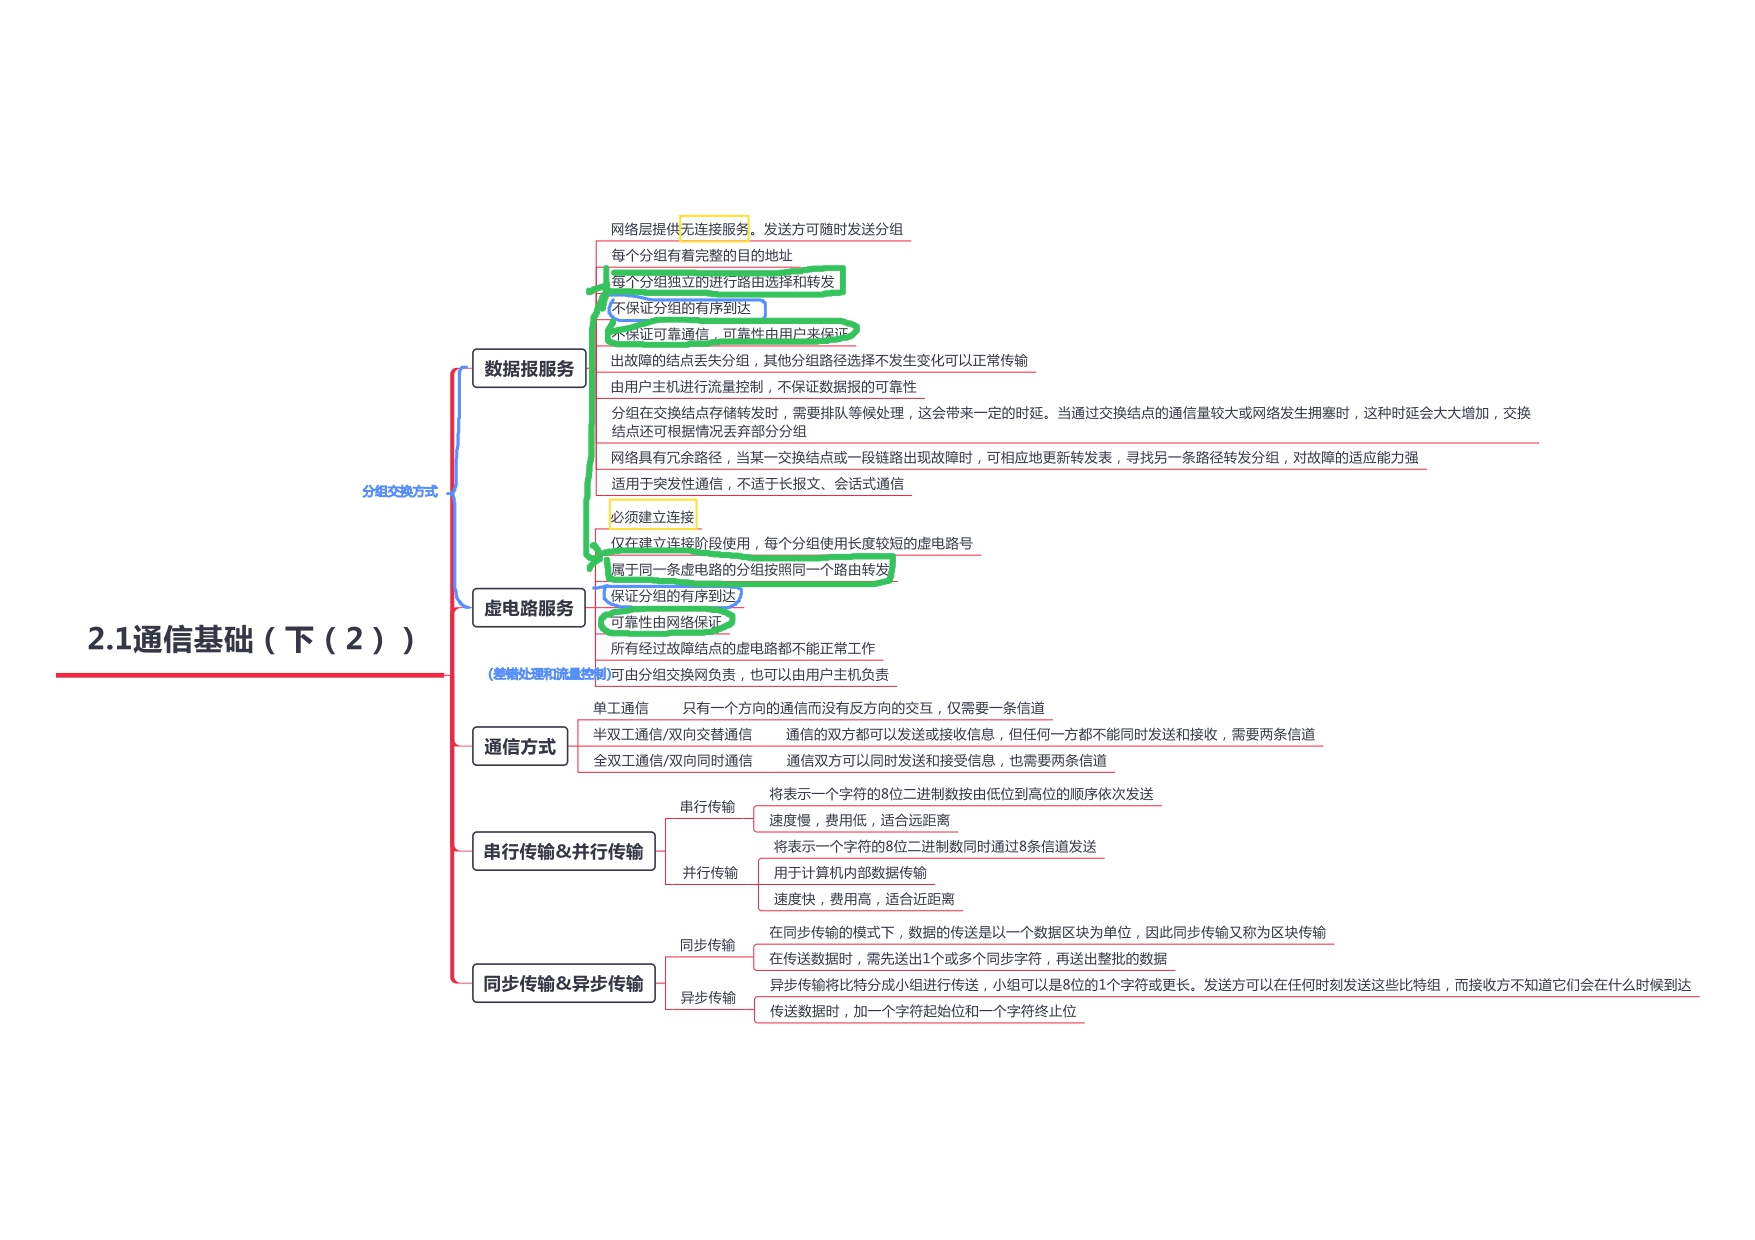 2.1通信基础（下（2））
分组交换方式
数据报服务
网络层提供无连接服务。发送方可随时发送分组
每个分组有着完整的目的地址
每个分组独立的进行路由选择和转发
不保证分组的有序到达
不保证可靠通信，可靠性由用户来保证
出故障的结点丢失分组，其他分组路径选择不发生变化可以正常传输
由用户主机进行流量控制，不保证数据报的可靠性
分组在交换结点存储转发时，需要排队等候处理，这会带来一定的时延。当通过交换结点的通信量较大或网络发生拥塞时，这种时延会大大增加，交换
结点还可根据情况丢弃部分分组
网络具有冗余路径，当某一交换结点或一段链路出现故障时，可相应地更新转发表，寻找另一条路径转发分组，对故障的适应能力强
适用于突发性通信，不适于长报文、会话式通信
虚电路服务
必须建立连接
仅在建立连接阶段使用，每个分组使用长度较短的虚电路号
属于同一条虚电路的分组按照同一个路由转发
保证分组的有序到达
可靠性由网络保证
所有经过故障结点的虚电路都不能正常工作
(差错处理和流量控制)可由分组交换网负责，也可以由用户主机负责
通信方式
单工通信 只有一个方向的通信而没有反方向的交互，仅需要一条信道
半双工通信/双向交替通信 通信的双方都可以发送或接收信息，但任何一方都不能同时发送和接收，需要两条信道
全双工通信/双向同时通信 通信双方可以同时发送和接受信息，也需要两条信道
串行传输&并行传输
串行传输
将表示一个字符的8位二进制数按由低位到高位的顺序依次发送
速度慢，费用低，适合远距离
并行传输
将表示一个字符的8位二进制数同时通过8条信道发送
用于计算机内部数据传输
速度快，费用高，适合近距离
同步传输&异步传输
同步传输
在同步传输的模式下，数据的传送是以一个数据区块为单位，因此同步传输又称为区块传输
在传送数据时，需先送出1个或多个同步字符，再送出整批的数据
异步传输
异步传输将比特分成小组进行传送，小组可以是8位的1个字符或更长。发送方可以在任何时刻发送这些比特组，而接收方不知道它们会在什么时候到达
传送数据时，加一个字符起始位和一个字符终止位